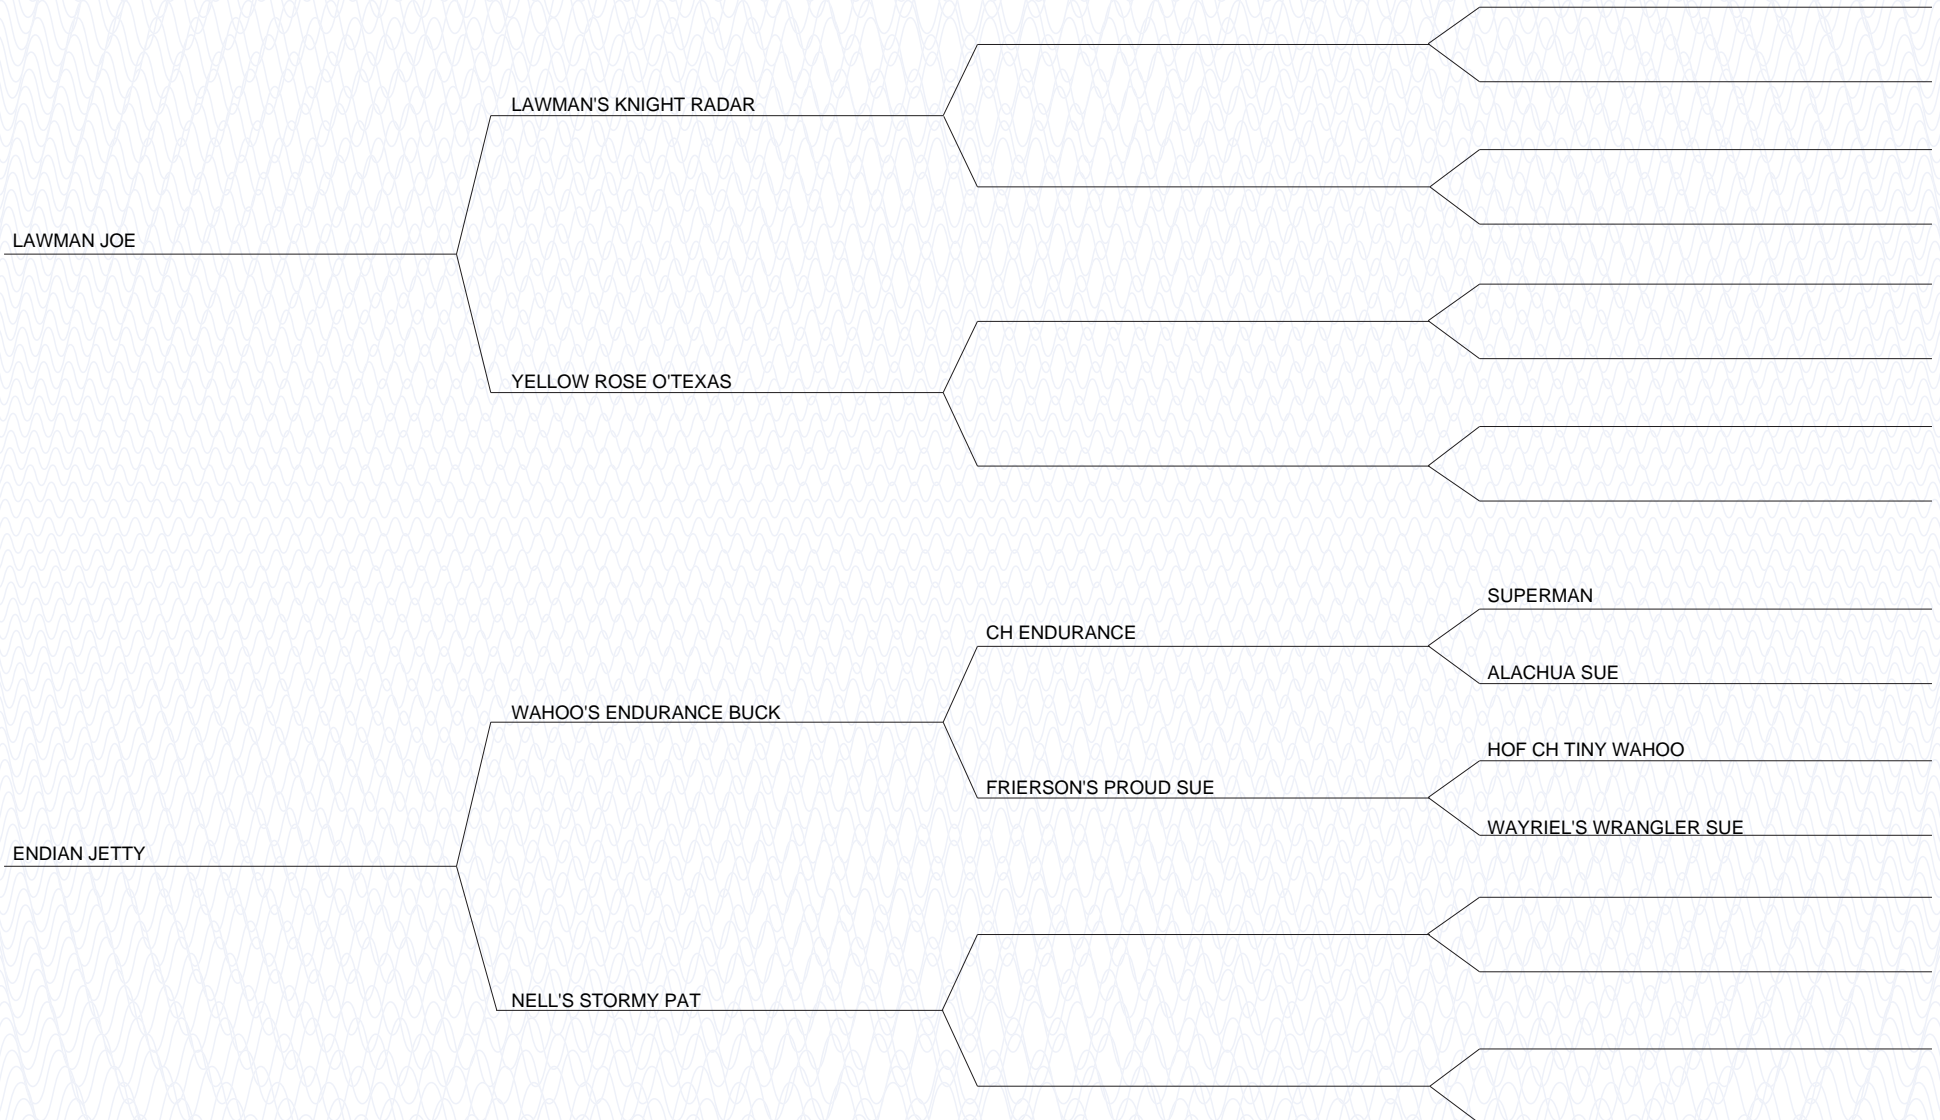 LAWMAN'S KNIGHT RADAR
LAWMAN JOE
YELLOW ROSE O'TEXAS
SUPERMAN
CH ENDURANCE
ALACHUA SUE
WAHOO'S ENDURANCE BUCK
HOF CH TINY WAHOO
FRIERSON'S PROUD SUE
WAYRIEL'S WRANGLER SUE
ENDIAN JETTY
NELL'S STORMY PAT